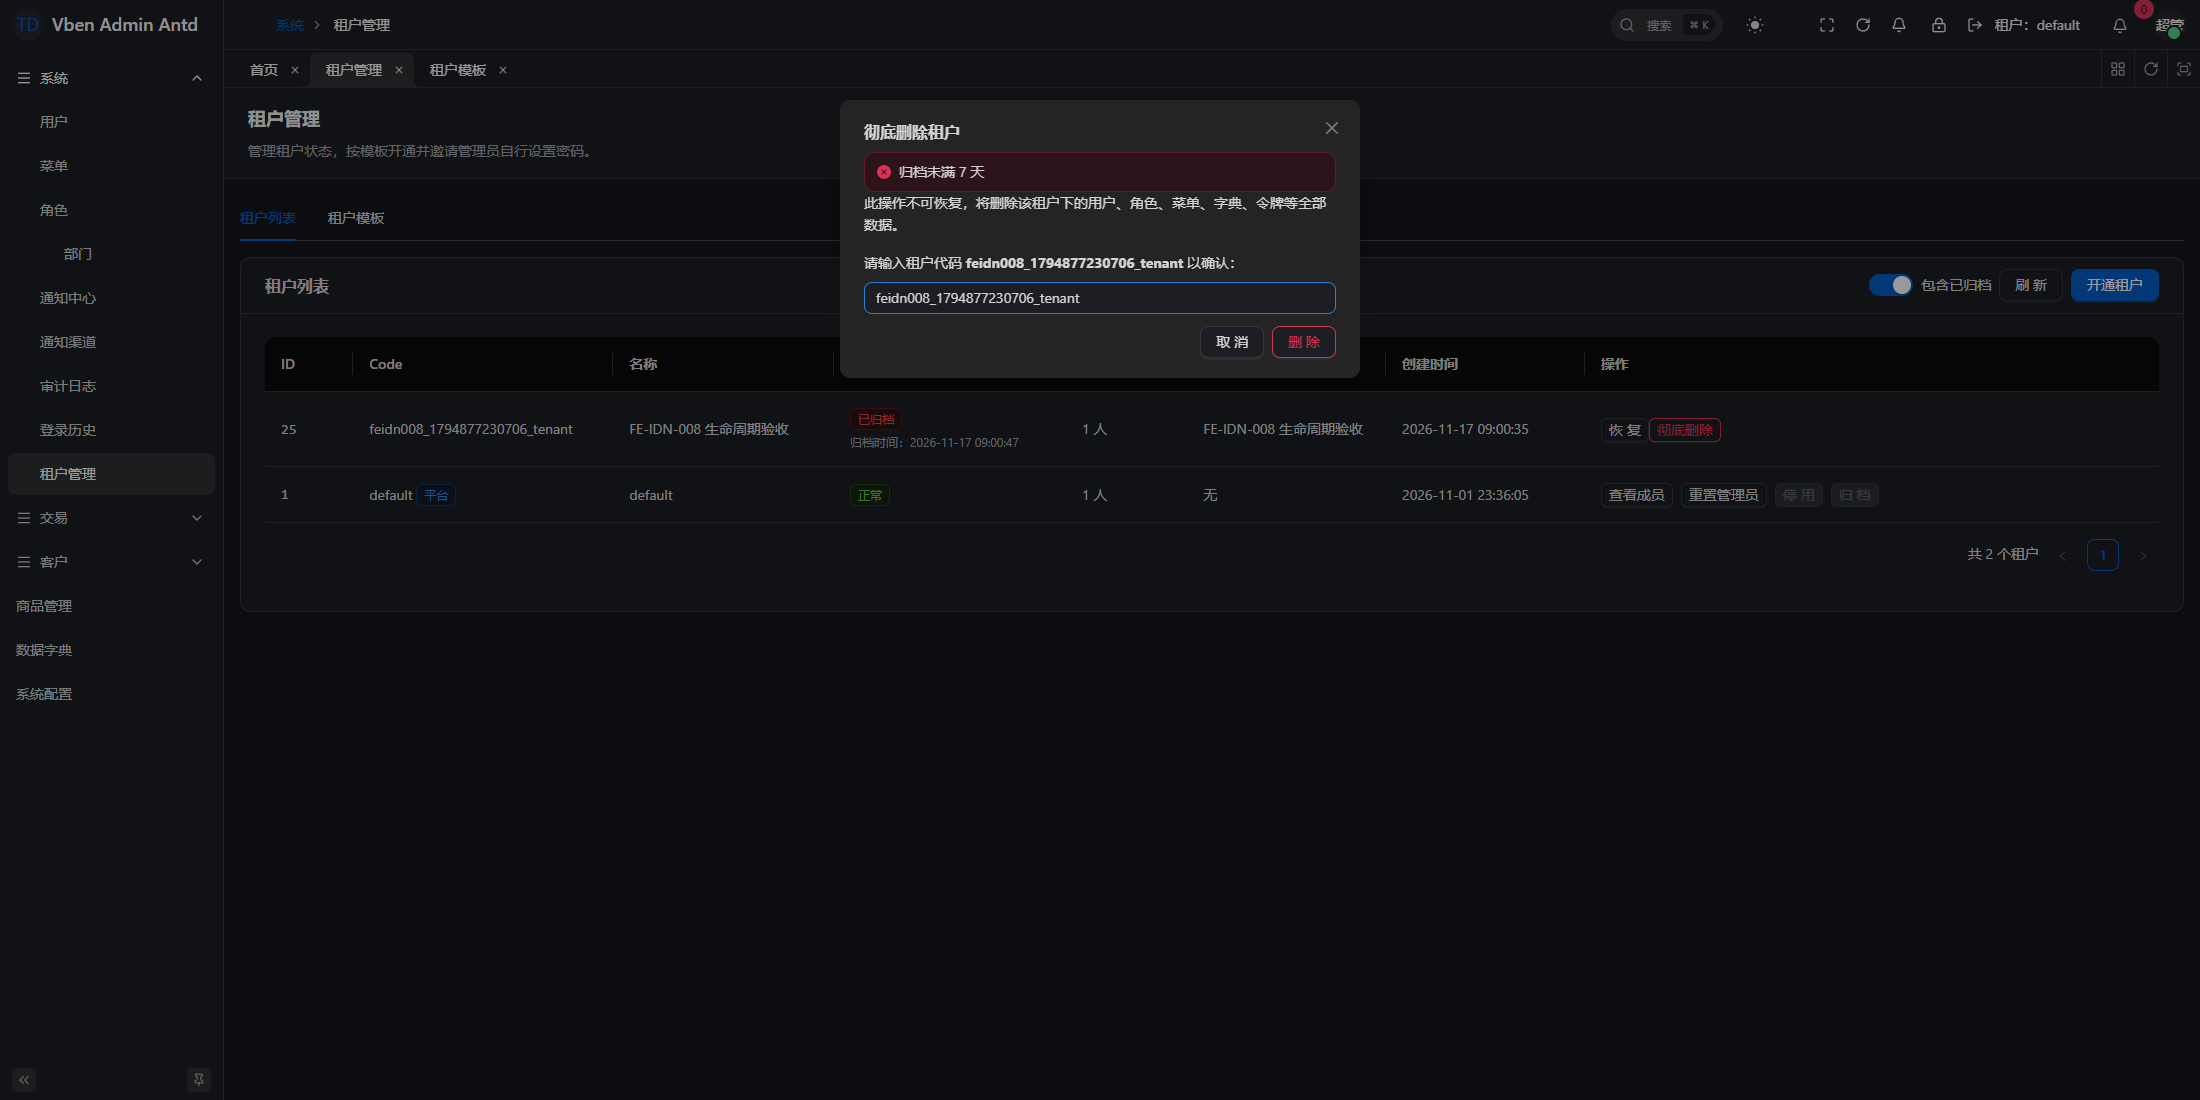 TD Vben Admin Antd
系统 > 租户管理
搜索 ⌘ K
租户：default
0
超管
首页 ×
租户管理 ×
租户模板 ×
系统
用户
菜单
角色
部门
通知中心
通知渠道
审计日志
登录历史
租户管理
交易
客户
商品管理
数据字典
系统配置
租户管理
管理租户状态，按模板开通并邀请管理员自行设置密码。
租户列表 租户模板
租户列表
包含已归档 刷 新 开通租户
彻底删除租户
归档未满 7 天
此操作不可恢复，将删除该租户下的用户、角色、菜单、字典、令牌等全部
数据。
请输入租户代码 feidn008_1794877230706_tenant 以确认：
feidn008_1794877230706_tenant
取 消 删 除
ID Code 名称 创建时间 操作
25 feidn008_1794877230706_tenant FE-IDN-008 生命周期验收 已归档 1 人 FE-IDN-008 生命周期验收 2026-11-17 09:00:35 恢 复 彻底删除
归档时间：2026-11-17 09:00:47
1 default 平台 default 正常 1 人 无 2026-11-01 23:36:05 查看成员 重置管理员 停 用 归 档
共 2 个租户 < 1 >